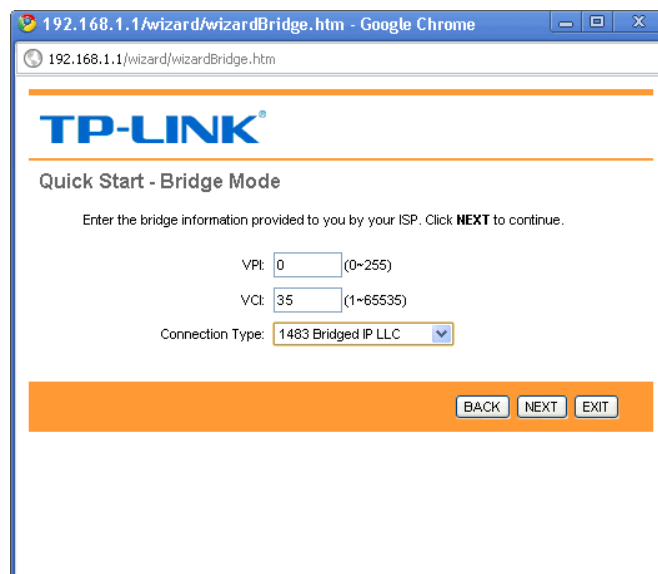 192.168.1.1/wizard/wizardBridge.htm - Google Chrome
192.168.1.1/wizard/wizardBridge.htm
TP-LINK®
Quick Start - Bridge Mode
Enter the bridge information provided to you by your ISP. Click NEXT to continue.
VPI: 0 (0~255)
VCI: 35 (1~65535)
Connection Type: 1483 Bridged IP LLC
BACK NEXT EXIT